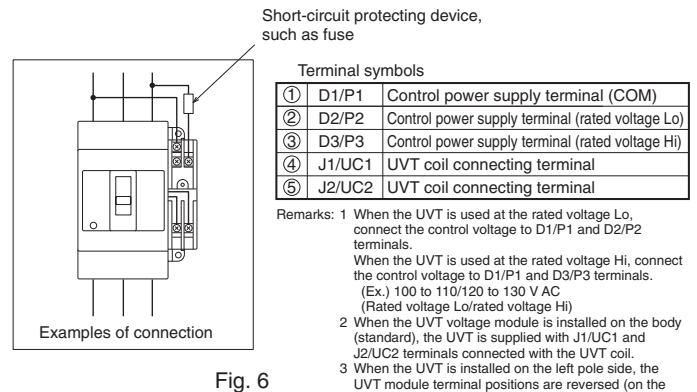 Short-circuit protecting device,
such as fuse
Examples of connection
Fig. 6
Terminal symbols
① D1/P1 Control power supply terminal (COM)
② D2/P2 Control power supply terminal (rated voltage Lo)
③ D3/P3 Control power supply terminal (rated voltage Hi)
④ J1/UC1 UVT coil connecting terminal
⑤ J2/UC2 UVT coil connecting terminal
Remarks: 1 When the UVT is used at the rated voltage Lo,
connect the control voltage to D1/P1 and D2/P2
terminals.
When the UVT is used at the rated voltage Hi, connect
the control voltage to D1/P1 and D3/P3 terminals.
(Ex.) 100 to 110/120 to 130 V AC
(Rated voltage Lo/rated voltage Hi)
2 When the UVT voltage module is installed on the body
(standard), the UVT is supplied with J1/UC1 and
J2/UC2 terminals connected with the UVT coil.
3 When the UVT is installed on the left pole side, the
UVT module terminal positions are reversed (on the